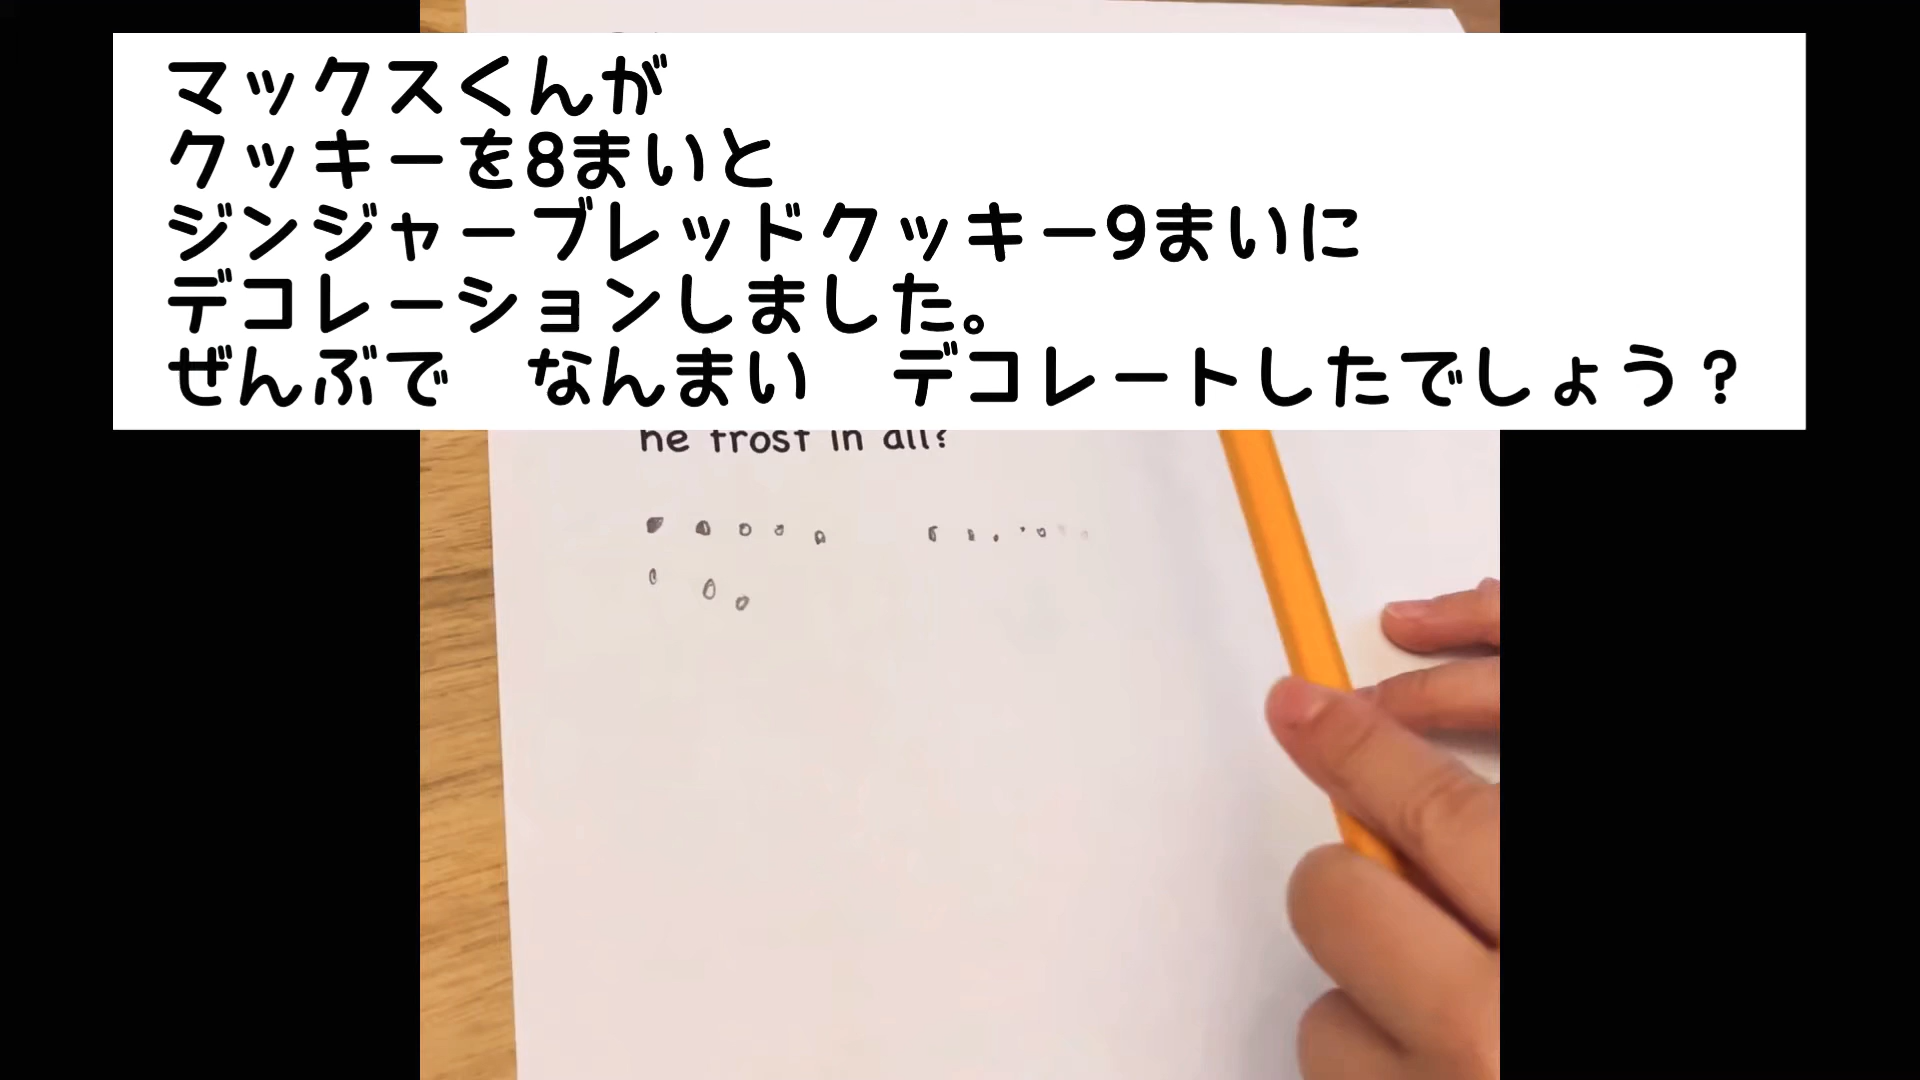 マックスくんが
クッキーを8まいと
ジンジャーブレッドクッキー9まいに
デコレーションしました。
ぜんぶで　なんまい　デコレートしたでしょう？
he frost in all?